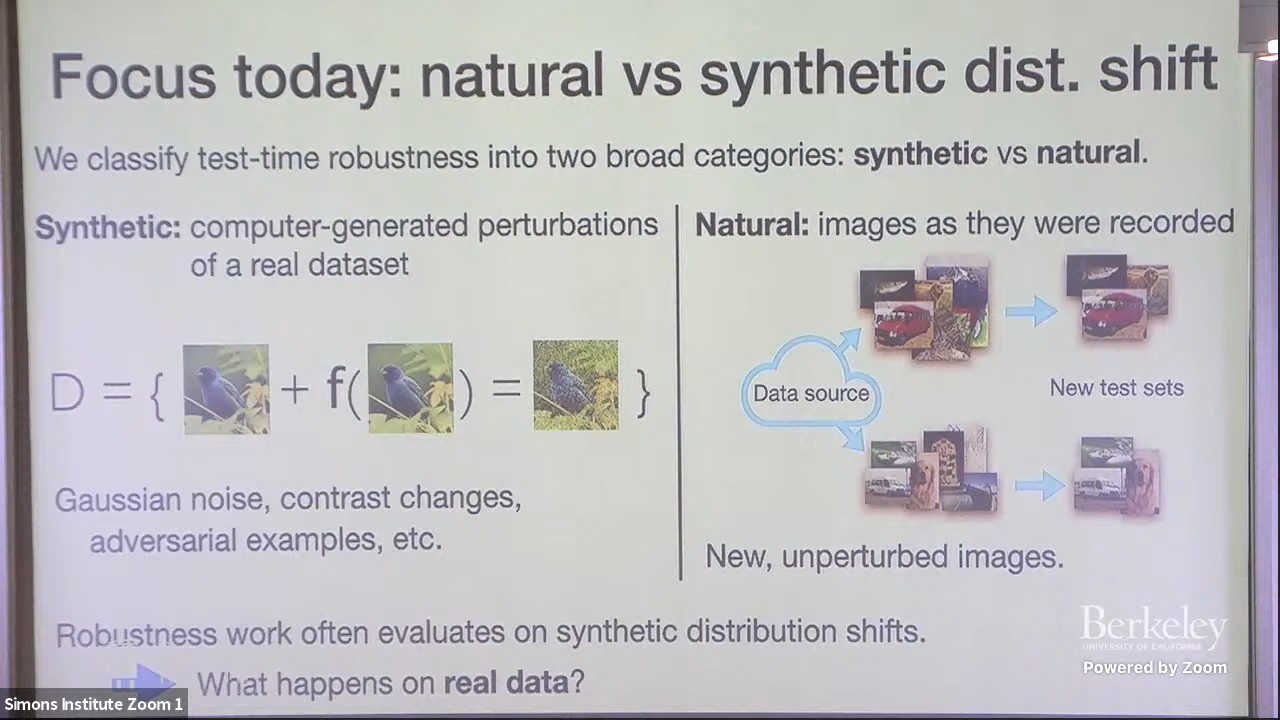 Focus today: natural vs synthetic dist. shift
We classify test-time robustness into two broad categories: synthetic vs natural.
Synthetic: computer-generated perturbations
of a real dataset
D = { + f( ) = }
Gaussian noise, contrast changes,
adversarial examples, etc.
Natural: images as they were recorded
Data source
New test sets
New, unperturbed images.
Robustness work often evaluates on synthetic distribution shifts.
What happens on real data?
Berkeley
UNIVERSITY OF CALIFORNIA
Powered by Zoom
Simons Institute Zoom 1